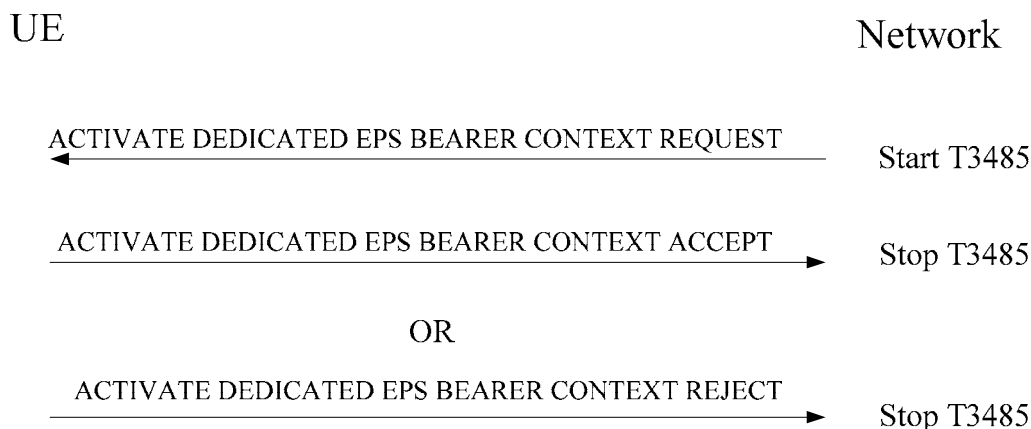 UE
Network
ACTIVATE DEDICATED EPS BEARER CONTEXT REQUEST
Start T3485
ACTIVATE DEDICATED EPS BEARER CONTEXT ACCEPT
Stop T3485
OR
ACTIVATE DEDICATED EPS BEARER CONTEXT REJECT
Stop T3485